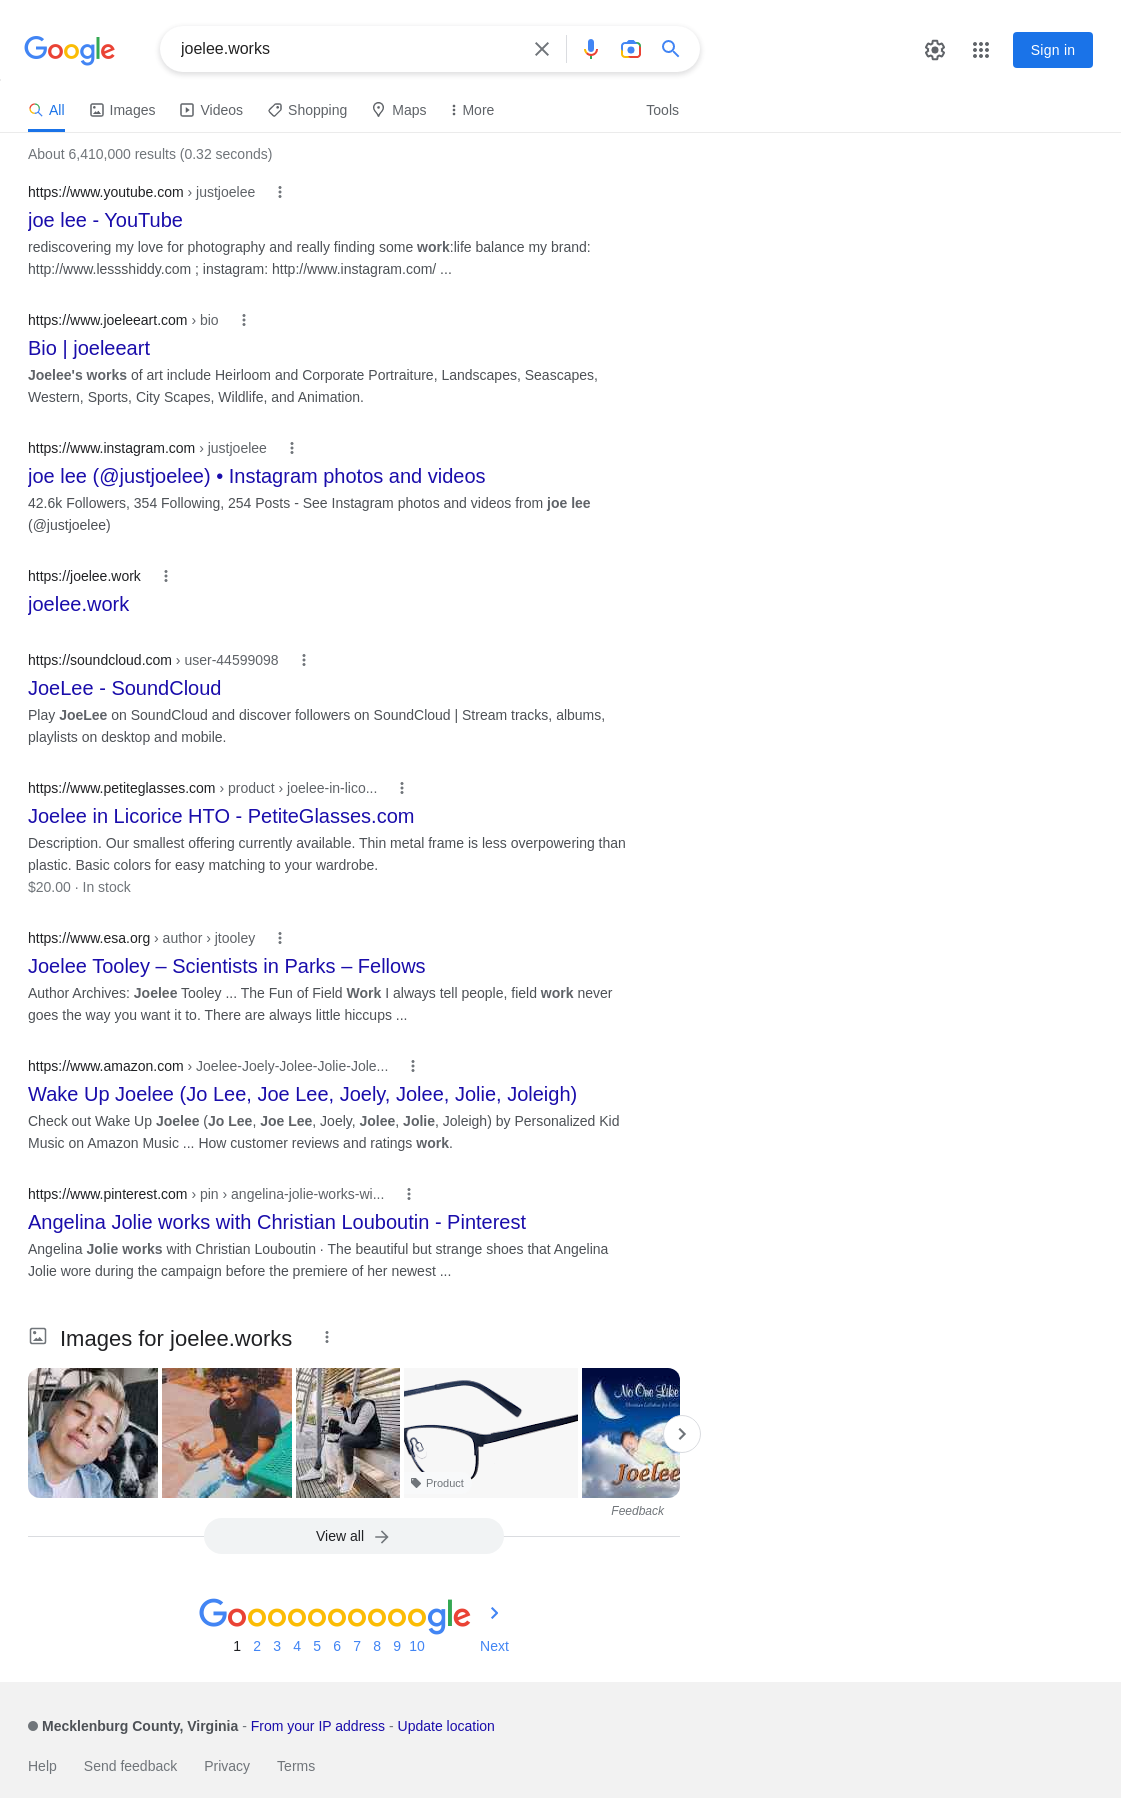 Google
joelee.works
Sign in
All Images Videos Shopping Maps More Tools
About 6,410,000 results (0.32 seconds)
https://www.youtube.com › justjoelee
joe lee - YouTube
rediscovering my love for photography and really finding some work:life balance my brand:
http://www.lessshiddy.com ; instagram: http://www.instagram.com/ ...
https://www.joeleeart.com › bio
Bio | joeleeart
Joelee's works of art include Heirloom and Corporate Portraiture, Landscapes, Seascapes,
Western, Sports, City Scapes, Wildlife, and Animation.
https://www.instagram.com › justjoelee
joe lee (@justjoelee) • Instagram photos and videos
42.6k Followers, 354 Following, 254 Posts - See Instagram photos and videos from joe lee
(@justjoelee)
https://joelee.work
joelee.work
https://soundcloud.com › user-44599098
JoeLee - SoundCloud
Play JoeLee on SoundCloud and discover followers on SoundCloud | Stream tracks, albums,
playlists on desktop and mobile.
https://www.petiteglasses.com › product › joelee-in-lico...
Joelee in Licorice HTO - PetiteGlasses.com
Description. Our smallest offering currently available. Thin metal frame is less overpowering than
plastic. Basic colors for easy matching to your wardrobe.
$20.00 · In stock
https://www.esa.org › author › jtooley
Joelee Tooley – Scientists in Parks – Fellows
Author Archives: Joelee Tooley ... The Fun of Field Work I always tell people, field work never
goes the way you want it to. There are always little hiccups ...
https://www.amazon.com › Joelee-Joely-Jolee-Jolie-Jole...
Wake Up Joelee (Jo Lee, Joe Lee, Joely, Jolee, Jolie, Joleigh)
Check out Wake Up Joelee (Jo Lee, Joe Lee, Joely, Jolee, Jolie, Joleigh) by Personalized Kid
Music on Amazon Music ... How customer reviews and ratings work.
https://www.pinterest.com › pin › angelina-jolie-works-wi...
Angelina Jolie works with Christian Louboutin - Pinterest
Angelina Jolie works with Christian Louboutin · The beautiful but strange shoes that Angelina
Jolie wore during the campaign before the premiere of her newest ...
Images for joelee.works
No One Like
Joelee
Product
Feedback
View all
Goooooooooogle
1 2 3 4 5 6 7 8 9 10 Next
Mecklenburg County, Virginia - From your IP address - Update location
Help Send feedback Privacy Terms